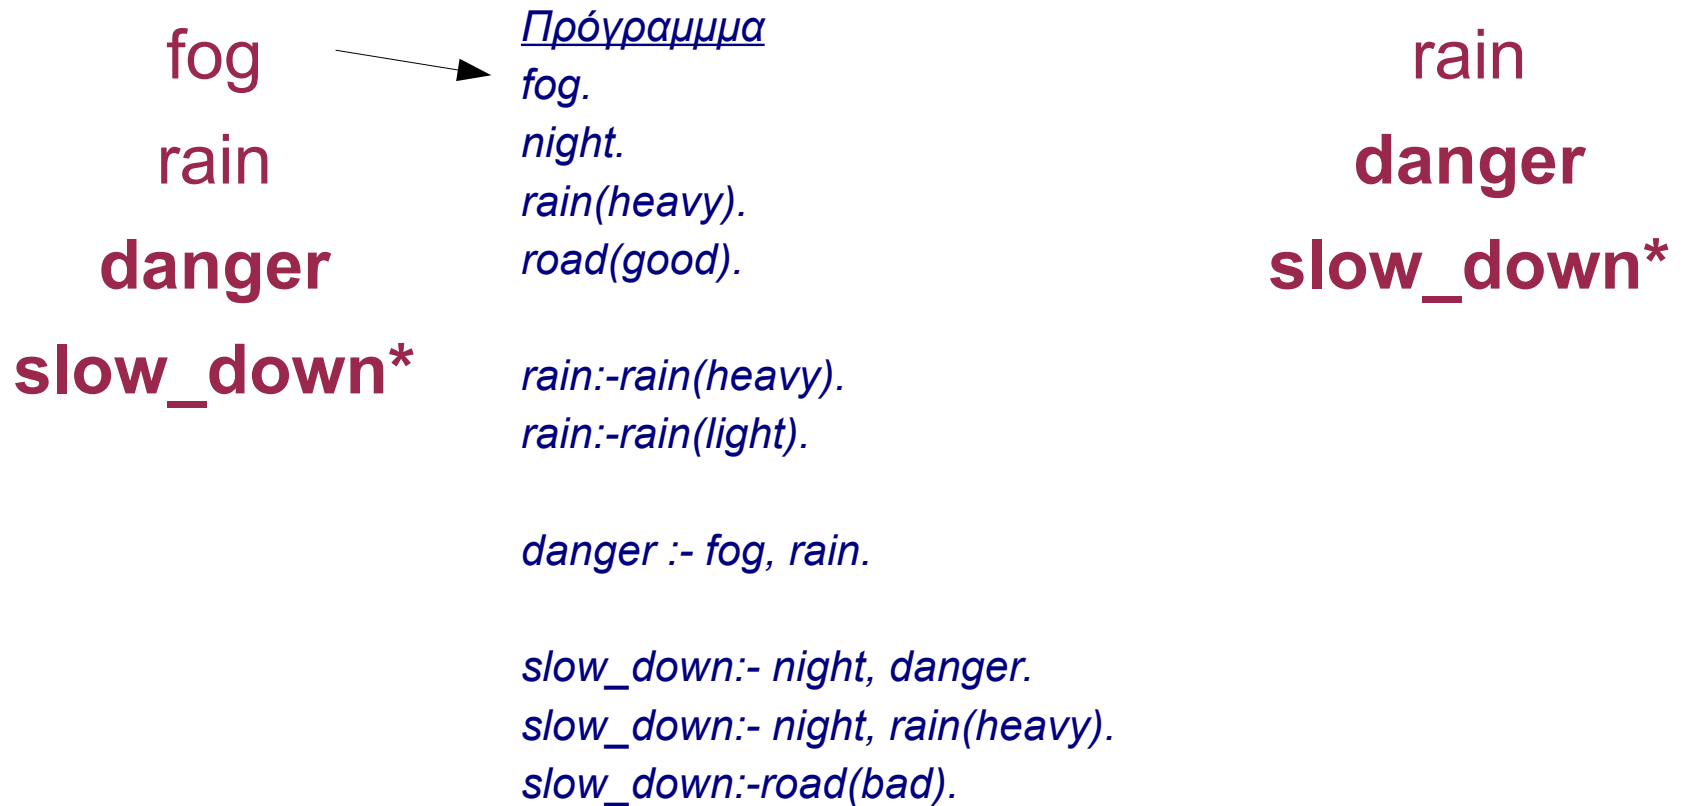 fog
rain
danger
slow_down*
Πρόγραμμμα
fog.
night.
rain(heavy).
road(good).
rain:-rain(heavy).
rain:-rain(light).
danger :- fog, rain.
slow_down:- night, danger.
slow_down:- night, rain(heavy).
slow_down:-road(bad).
rain
danger
slow_down*